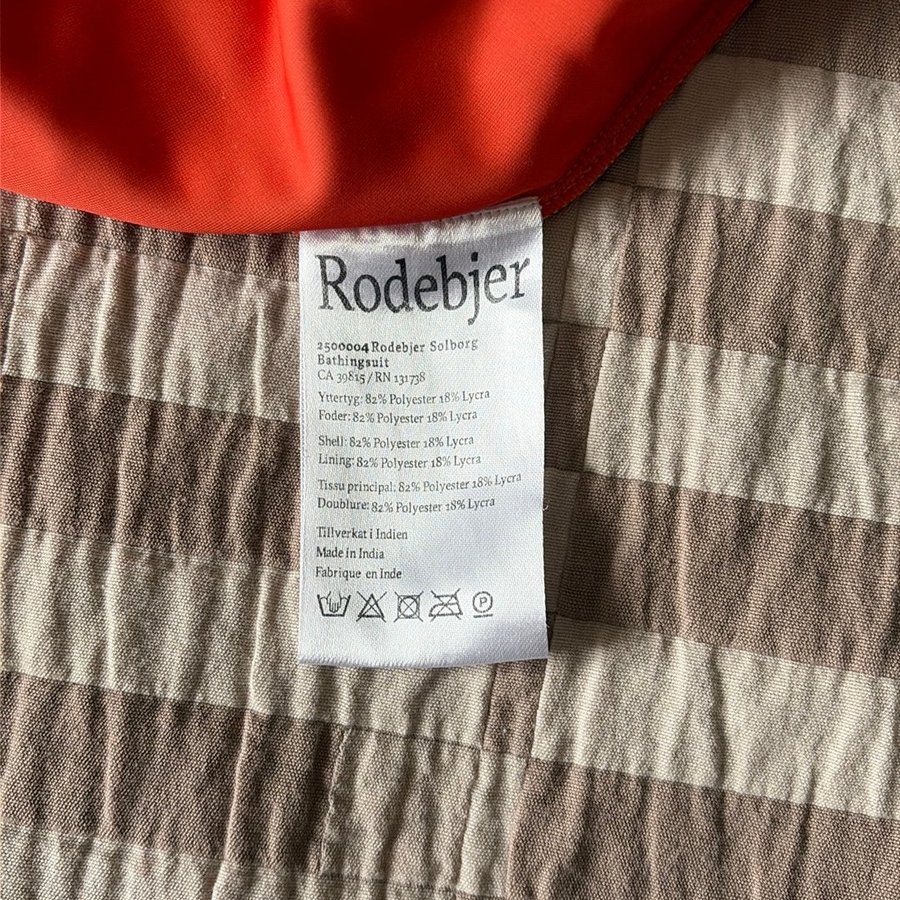 Rodebjer
2500004 Rodebjer Solborg
Bathingsuit
CA 39815 / RN 131738
Yttertyg: 82% Polyester 18% Lycra
Foder: 82% Polyester 18% Lycra
Shell: 82% Polyester 18% Lycra
Lining: 82% Polyester 18% Lycra
Tissu principal: 82% Polyester 18% Lycra
Doublure: 82% Polyester 18% Lycra
Tillverkat i Indien
Made in India
Fabrique en Inde
P